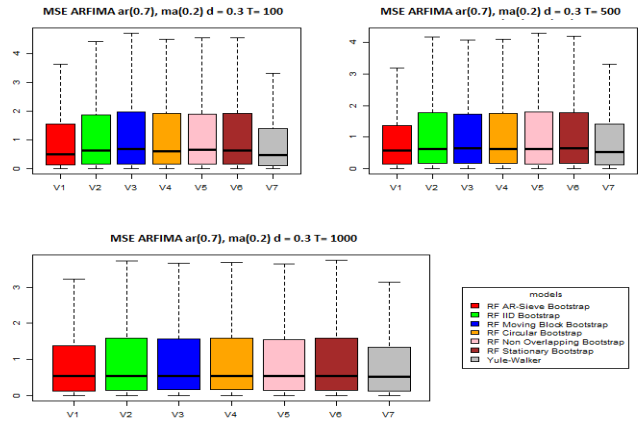 MSE ARFIMA ar(0.7), ma(0.2) d = 0.3 T= 100
4
3
2
1
0
V1 V2 V3 V4 V5 V6 V7
MSE ARFIMA ar(0.7), ma(0.2) d = 0.3 T= 500
4
3
2
1
0
V1 V2 V3 V4 V5 V6 V7
MSE ARFIMA ar(0.7), ma(0.2) d = 0.3 T= 1000
3
2
1
0
V1 V2 V3 V4 V5 V6 V7
models
RF AR-Sieve Bootstrap
RF IID Bootstrap
RF Moving Block Bootstrap
RF Circular Bootstrap
RF Non Overlapping Bootstrap
RF Stationary Bootstrap
Yule-Walker